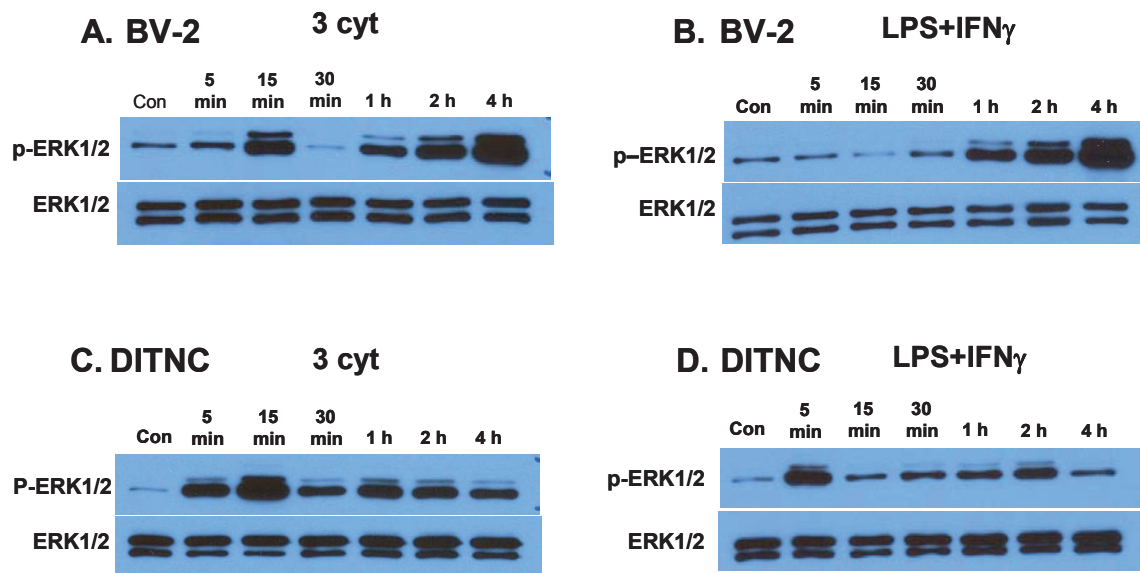 A. BV-2 3 cyt
Con 5 min 15 min 30 min 1 h 2 h 4 h
p-ERK1/2
ERK1/2
B. BV-2 LPS+IFNγ
Con 5 min 15 min 30 min 1 h 2 h 4 h
p–ERK1/2
ERK1/2
C. DITNC 3 cyt
Con 5 min 15 min 30 min 1 h 2 h 4 h
P-ERK1/2
ERK1/2
D. DITNC LPS+IFNγ
Con 5 min 15 min 30 min 1 h 2 h 4 h
p-ERK1/2
ERK1/2